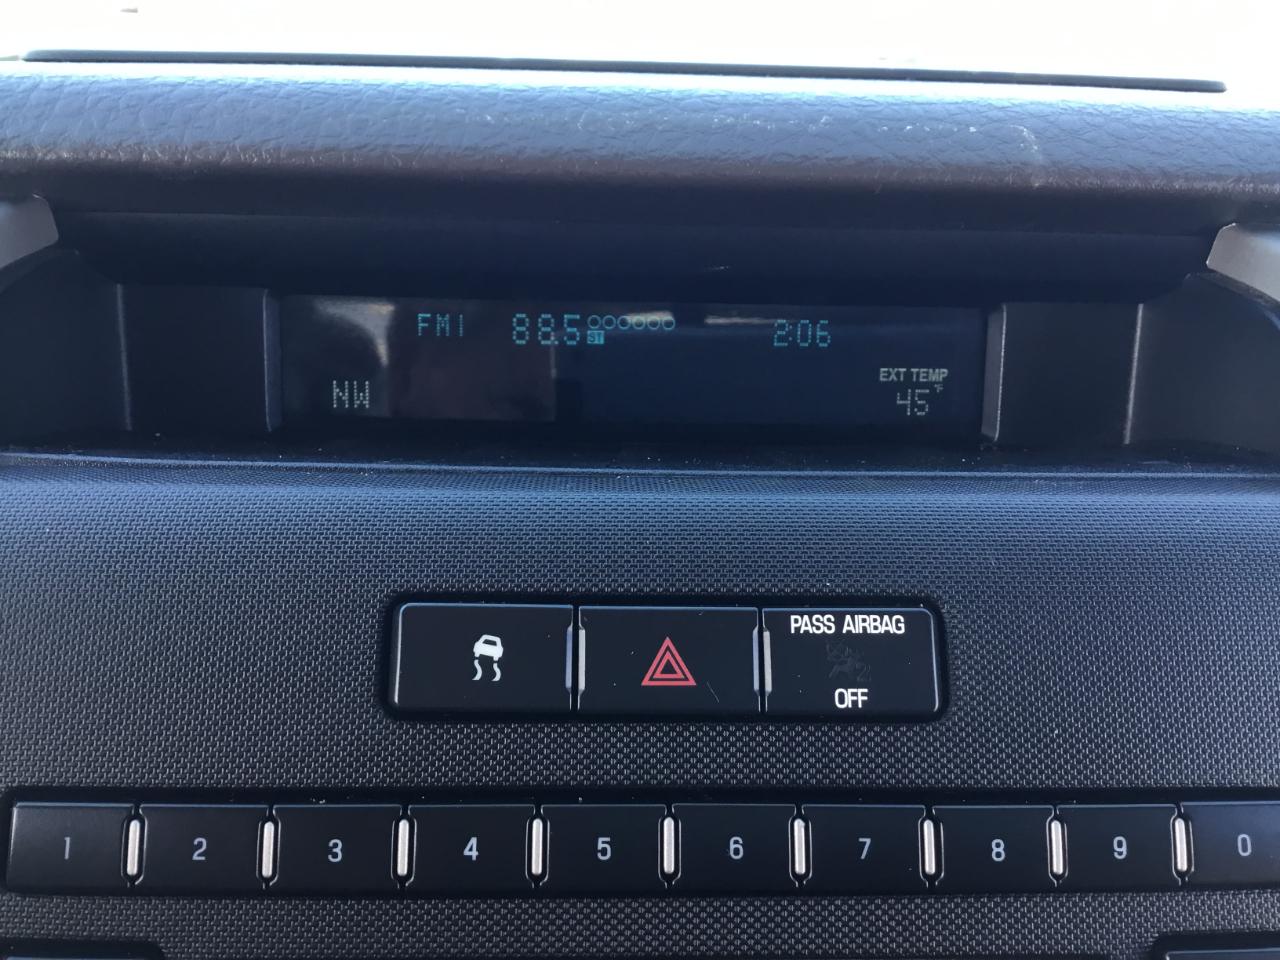 FM1 88.5 2:06
ST
EXT TEMP
NW 45°F
PASS AIRBAG
OFF
1 2 3 4 5 6 7 8 9 0